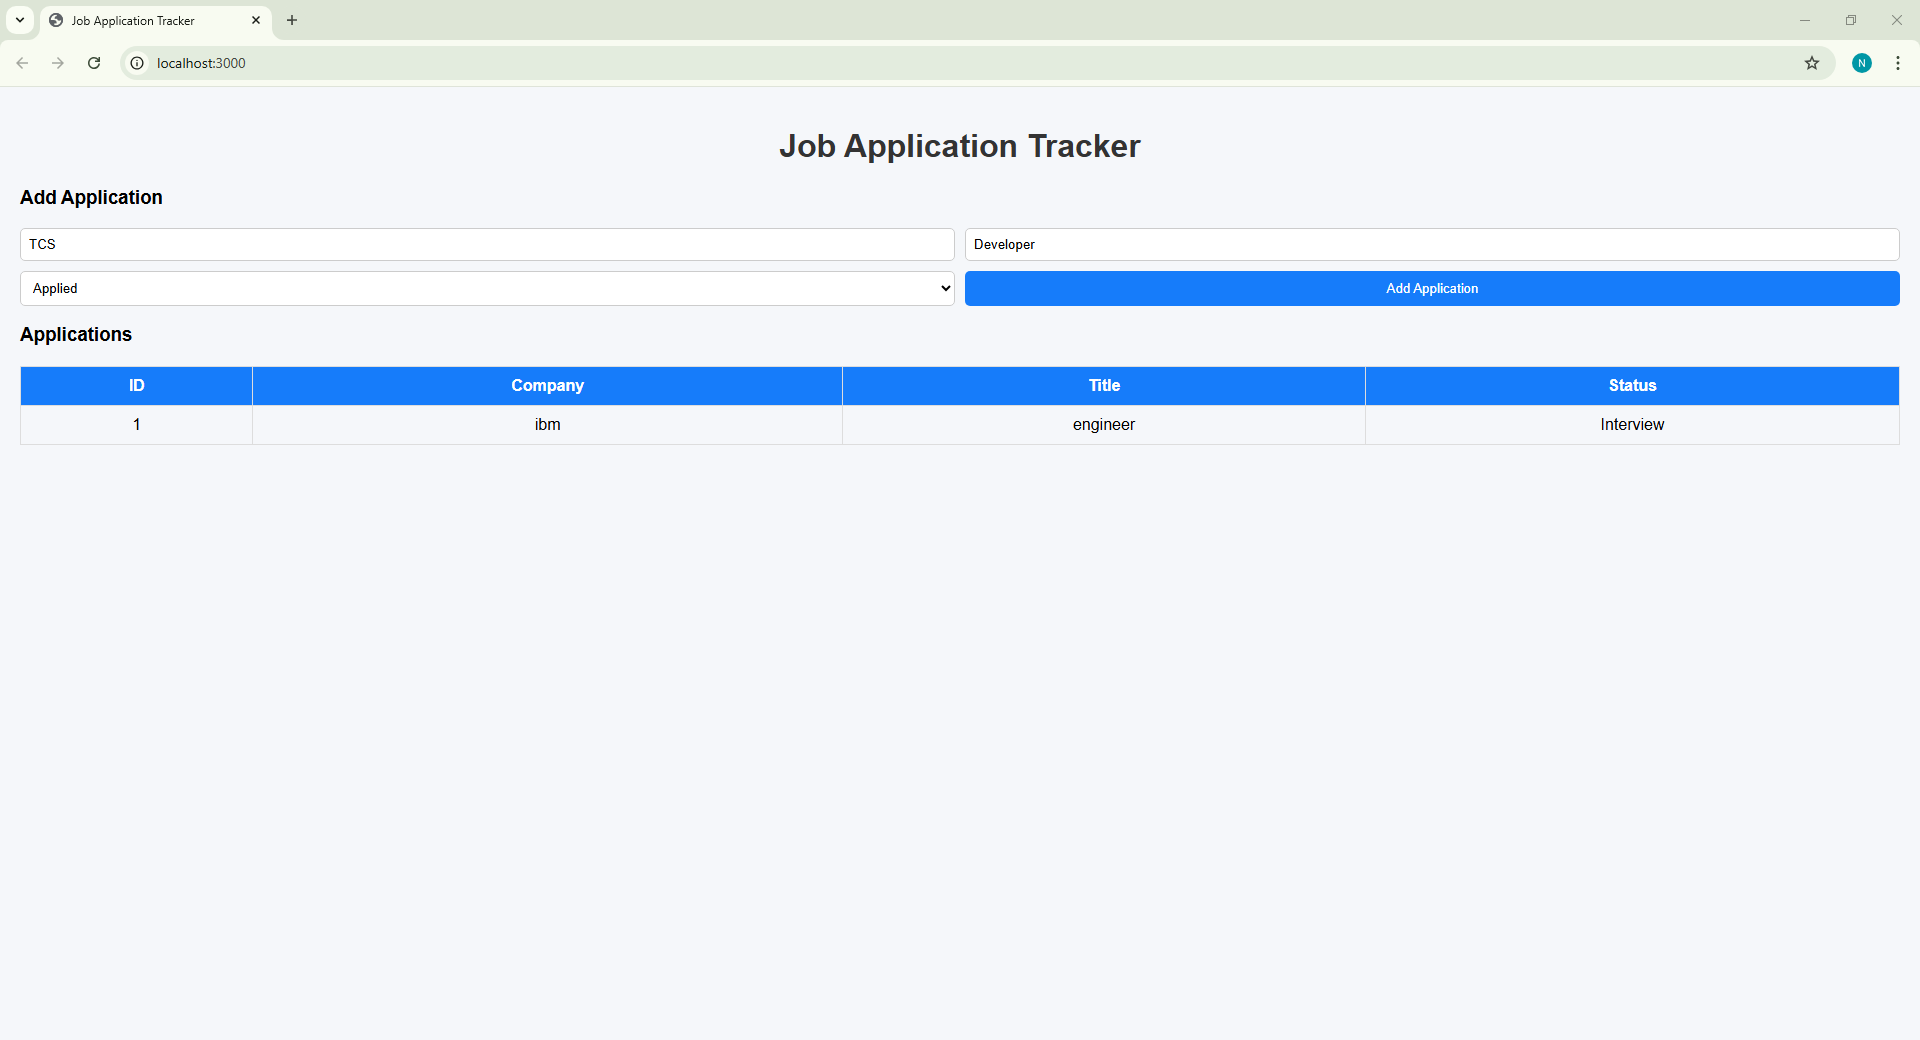 Job Application Tracker
localhost:3000
N
Job Application Tracker
Add Application
TCS Developer
Applied Add Application
Applications
ID Company Title Status
1 ibm engineer Interview